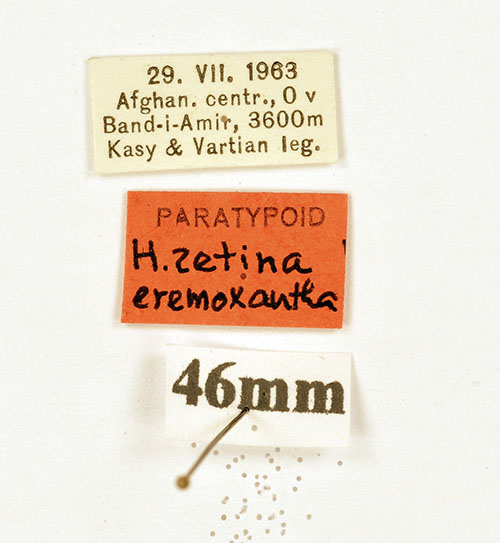 29. VII. 1963
Afghan. centr., O v
Band-i-Amir, 3600m
Kasy & Vartian leg.
PARATYPOID
H. zetina
eremoxantha
46mm